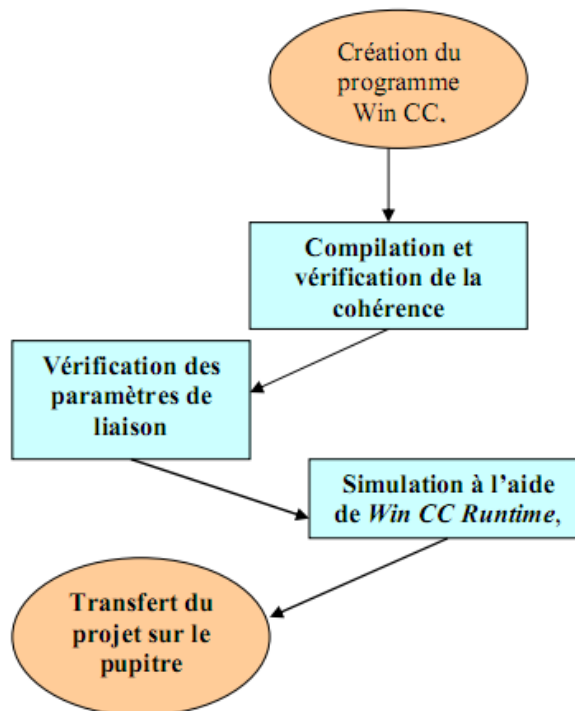 Création du
programme
Win CC.
Compilation et
vérification de la
cohérence
Vérification des
paramètres de
liaison
Simulation à l'aide
de Win CC Runtime,
Transfert du
projet sur le
pupitre